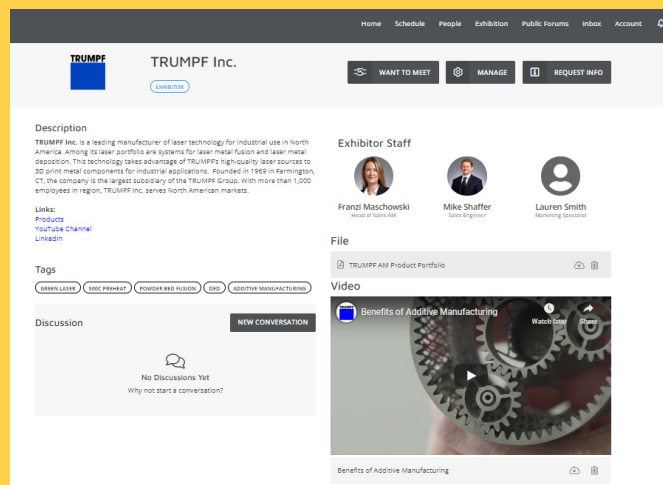 Home Schedule People Exhibition Public Forums Inbox Account
TRUMPF
TRUMPF Inc.
EXHIBITOR
WANT TO MEET
MANAGE
REQUEST INFO
Description
TRUMPF Inc. is a leading manufacturer of laser technology for industrial use in North
America. Among its laser portfolio are systems for laser metal fusion and laser metal
deposition. This technology takes advantage of TRUMPF's high-quality laser sources to
3D print metal components for industrial applications. Founded in 1969 in Farmington,
CT, the company is the largest subsidiary of the TRUMPF Group. With more than 1,000
employees in region, TRUMPF Inc. serves North American markets.
Links:
Products
YouTube Channel
LinkedIn
Tags
GREEN LASER
500C PREHEAT
POWDER BED FUSION
DED
ADDITIVE MANUFACTURING
Discussion
NEW CONVERSATION
No Discussions Yet
Why not start a conversation?
Exhibitor Staff
Franzi Maschowski
Head of Sales AM
Mike Shaffer
Sales Engineer
Lauren Smith
Marketing Specialist
File
TRUMPF AM Product Portfolio
Video
TRUMPF
Benefits of Additive Manufacturing
Watch later
Share
Benefits of Additive Manufacturing